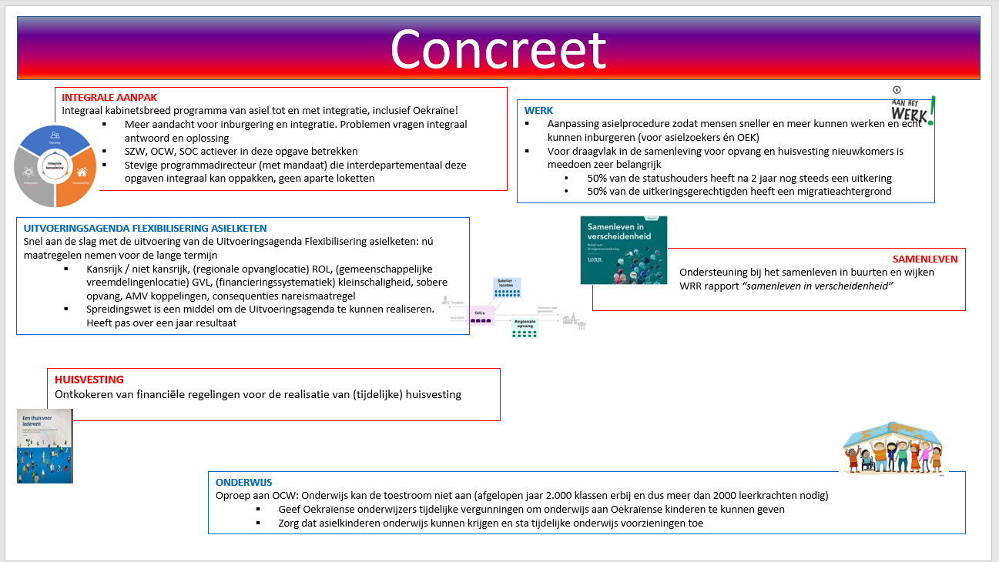 Concreet
INTEGRALE AANPAK
Integraal kabinetsbreed programma van asiel tot en met integratie, inclusief Oekraïne!
▪ Meer aandacht voor inburgering en integratie. Problemen vragen integraal
antwoord en oplossing
▪ SZW, OCW, SOC actiever in deze opgave betrekken
▪ Stevige programmadirecteur (met mandaat) die interdepartementaal deze
opgaven integraal kan oppakken, geen aparte loketten
Opvang
Integrale
benadering
WERK
▪ Aanpassing asielprocedure zodat mensen sneller en meer kunnen werken en echt
kunnen inburgeren (voor asielzoekers én OEK)
▪ Voor draagvlak in de samenleving voor opvang en huisvesting nieuwkomers is
meedoen zeer belangrijk
• 50% van de statushouders heeft na 2 jaar nog steeds een uitkering
• 50% van de uitkeringsgerechtigden heeft een migratieachtergrond
AAN HET
WERK!
UITVOERINGSAGENDA FLEXIBILISERING ASIELKETEN
Snel aan de slag met de uitvoering van de Uitvoeringsagenda Flexibilisering asielketen: nú
maatregelen nemen voor de lange termijn
▪ Kansrijk / niet kansrijk, (regionale opvanglocatie) ROL, (gemeenschappelijke
vreemdelingenlocatie) GVL, (financieringssystematiek) kleinschaligheid, sobere
opvang, AMV koppelingen, consequenties nareismaatregel
▪ Spreidingswet is een middel om de Uitvoeringsagenda te kunnen realiseren.
Heeft pas over een jaar resultaat
Satelliet -
locaties
GVL's
Regionale
opvang
Samenleven in
verscheidenheid
WRR
SAMENLEVEN
Ondersteuning bij het samenleven in buurten en wijken
WRR rapport “samenleven in verscheidenheid”
HUISVESTING
Ontkokeren van financiële regelingen voor de realisatie van (tijdelijke) huisvesting
Een thuis voor
iedereen
ONDERWIJS
Oproep aan OCW: Onderwijs kan de toestroom niet aan (afgelopen jaar 2.000 klassen erbij en dus meer dan 2000 leerkrachten nodig)
▪ Geef Oekraïense onderwijzers tijdelijke vergunningen om onderwijs aan Oekraïense kinderen te kunnen geven
▪ Zorg dat asielkinderen onderwijs kunnen krijgen en sta tijdelijke onderwijs voorzieningen toe